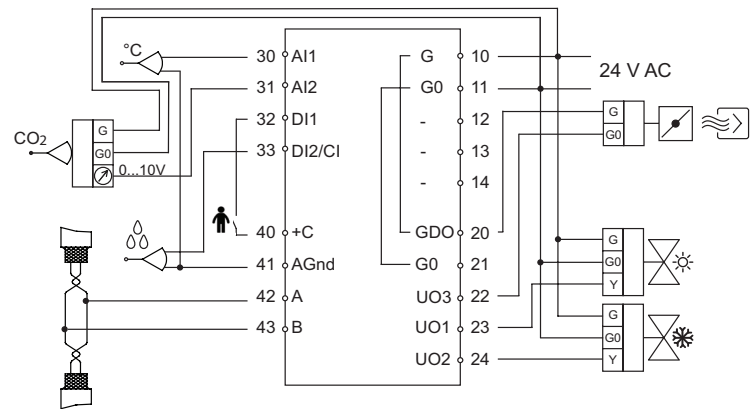 °C
30 AI1 G 10
24 V AC
31 AI2 G0 11
CO2
G
G0
0...10V
32 DI1 - 12
G
G0
33 DI2/CI - 13
- 14
40 +C GDO 20
41 AGnd G0 21
G
G0
Y
42 A UO3 22
43 B UO1 23
UO2 24
G
G0
Y